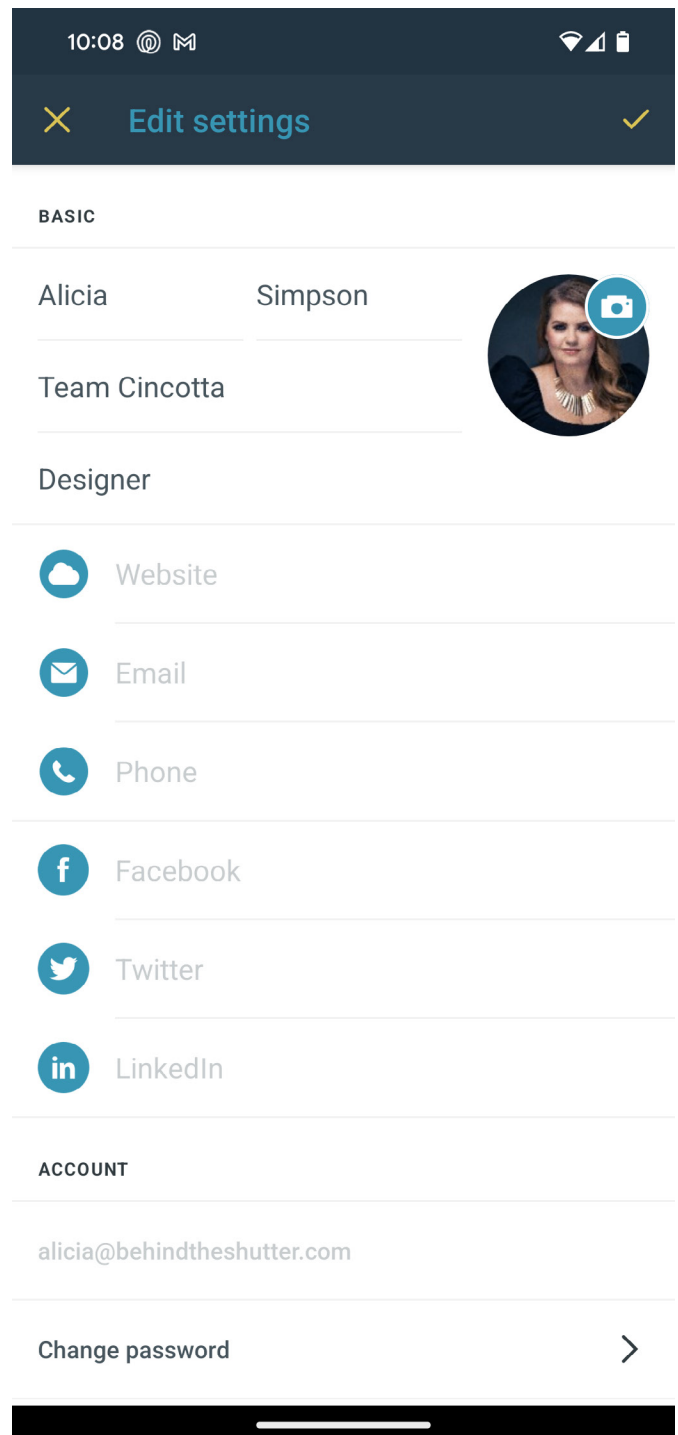 10:08
Edit settings
BASIC
Alicia Simpson
Team Cincotta
Designer
Website
Email
Phone
Facebook
Twitter
LinkedIn
ACCOUNT
alicia@behindtheshutter.com
Change password